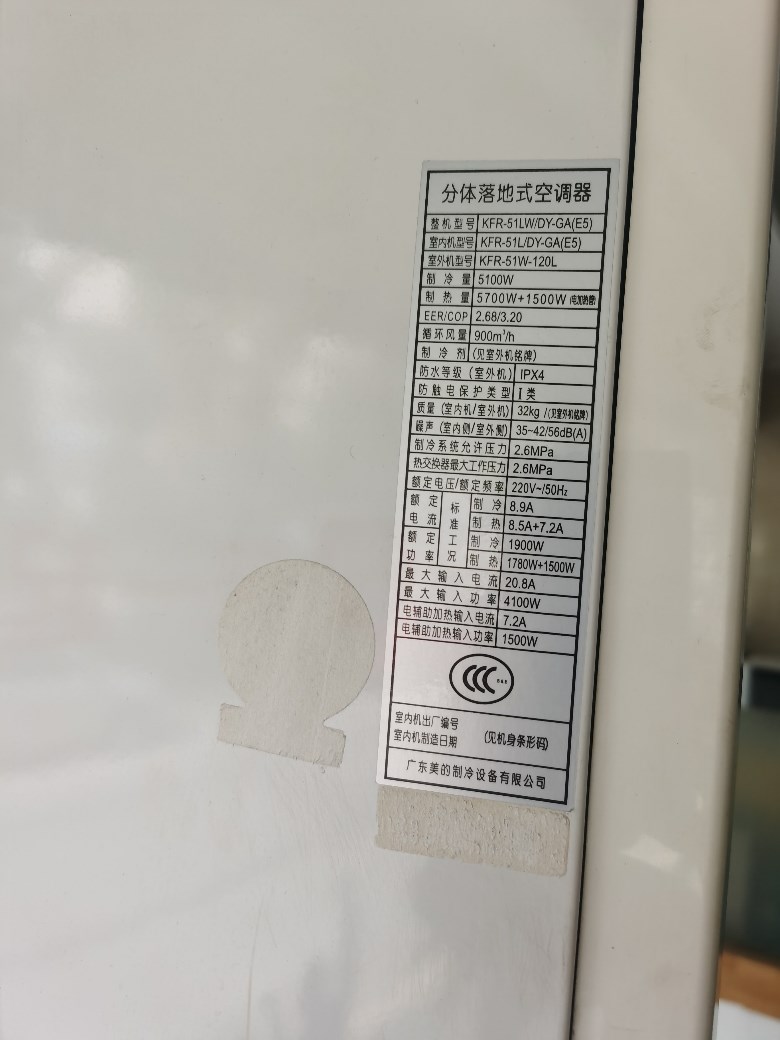 分体落地式空调器
整机型号 KFR-51LW/DY-GA(E5)
室内机型号 KFR-51L/DY-GA(E5)
室外机型号 KFR-51W-120L
制冷量 5100W
制热量 5700W+1500W(电加热管)
EER/COP 2.68/3.20
循环风量 900m³/h
制冷剂 (见室外机铭牌)
防水等级(室外机) IPX4
防触电保护类型 I类
质量(室内机/室外机) 32kg /(见室外机铭牌)
噪声(室内侧/室外侧) 35~42/56dB(A)
制冷系统允许压力 2.6MPa
热交换器最大工作压力 2.6MPa
额定电压/额定频率 220V~/50Hz
额定电流 标准工况 制冷 8.9A
制热 8.5A+7.2A
额定功率 制冷 1900W
制热 1780W+1500W
最大输入电流 20.8A
最大输入功率 4100W
电辅助加热输入电流 7.2A
电辅助加热输入功率 1500W
CCC
室内机出厂编号
室内机制造日期 (见机身条形码)
广东美的制冷设备有限公司